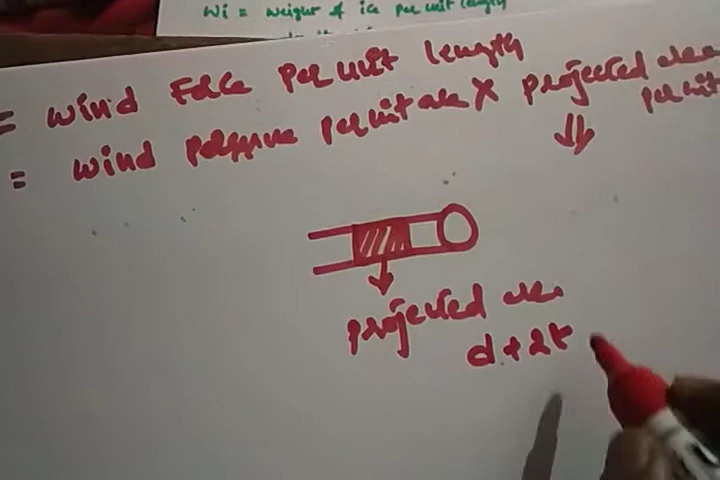 Wi = weight of ice per unit length
= wind Force Per unit length
= wind per unit area X projected area per unit
projected area
d + 2t